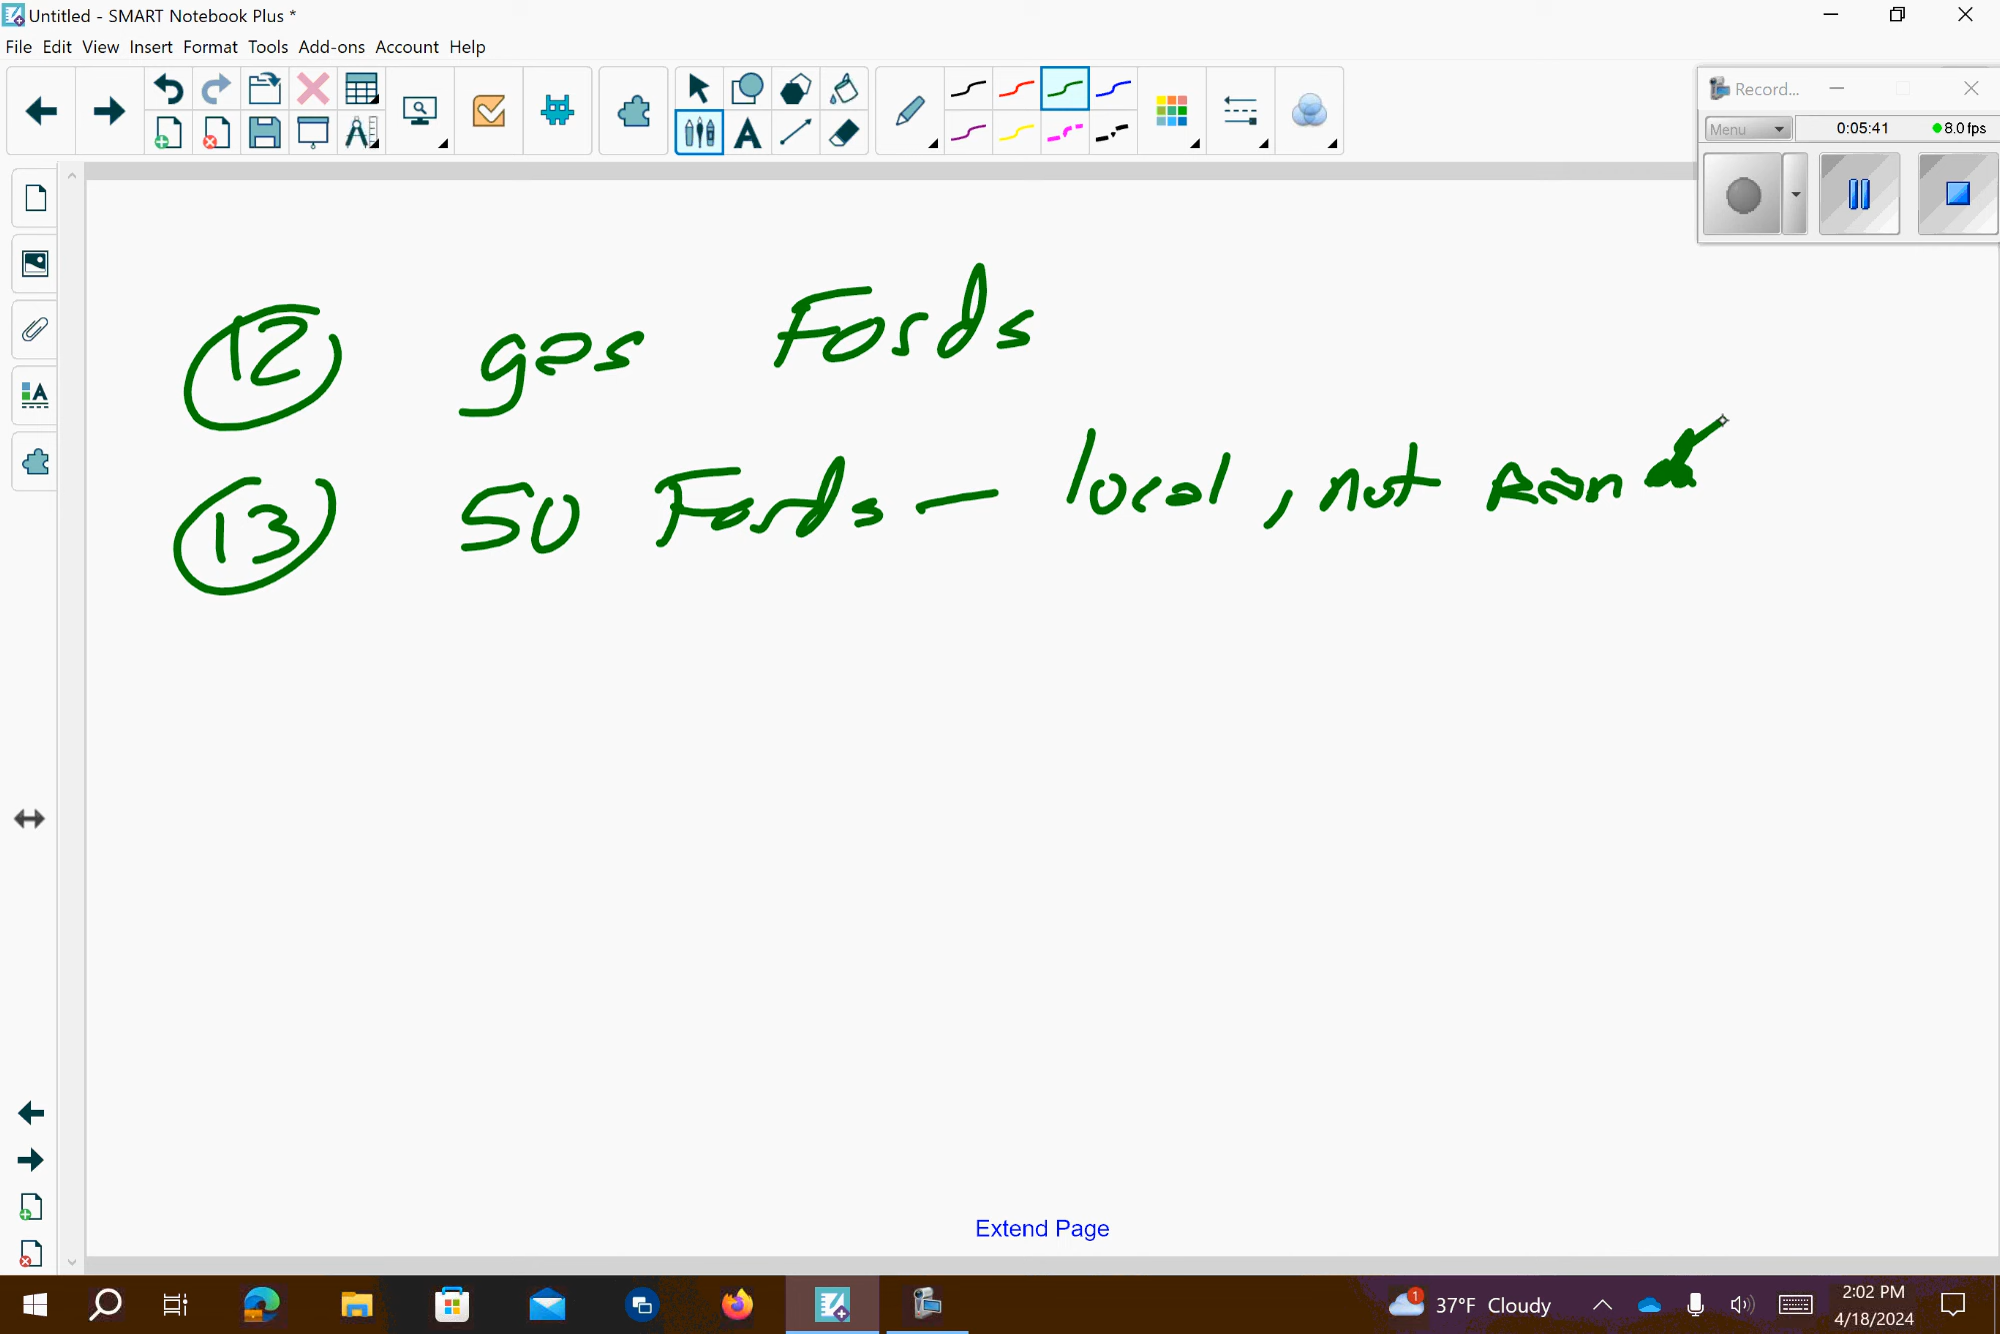 Untitled - SMART Notebook Plus *
File Edit View Insert Format Tools Add-ons Account Help
Record...
Menu 0:05:41 8.0 fps
12 gas Fords
13 50 Fords – local, not Rand
Extend Page
1 37°F Cloudy 2:02 PM
4/18/2024